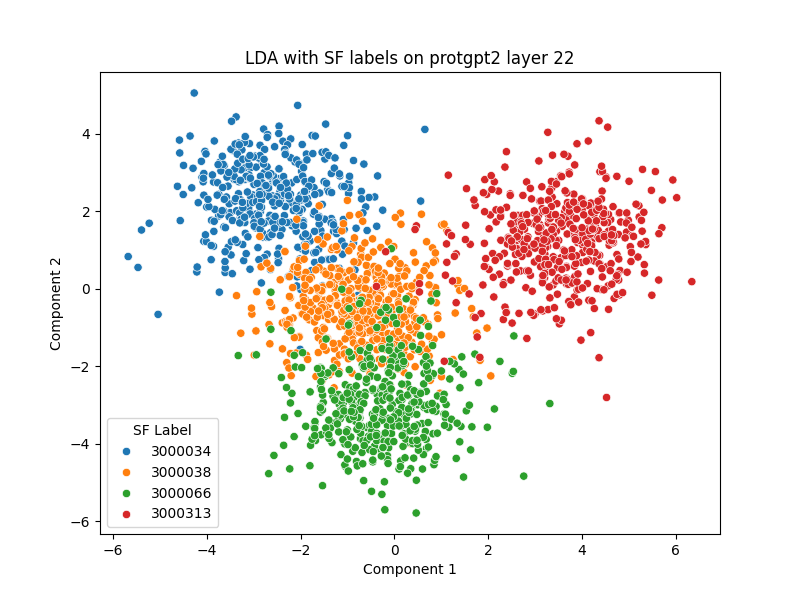 LDA with SF labels on protgpt2 layer 22
Component 2
4
2
0
−2
−4
−6
SF Label
3000034
3000038
3000066
3000313
−6 −4 −2 0 2 4 6
Component 1